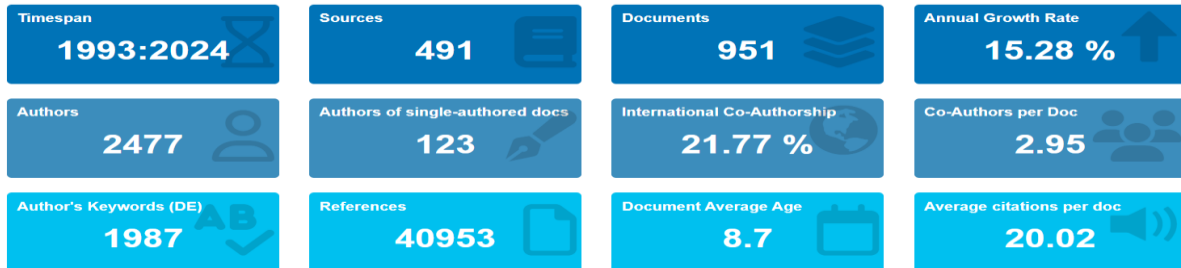 Timespan
1993:2024
Sources
491
Documents
951
Annual Growth Rate
15.28 %
Authors
2477
Authors of single-authored docs
123
International Co-Authorship
21.77 %
Co-Authors per Doc
2.95
Author's Keywords (DE)
1987
AB
References
40953
Document Average Age
8.7
Average citations per doc
20.02